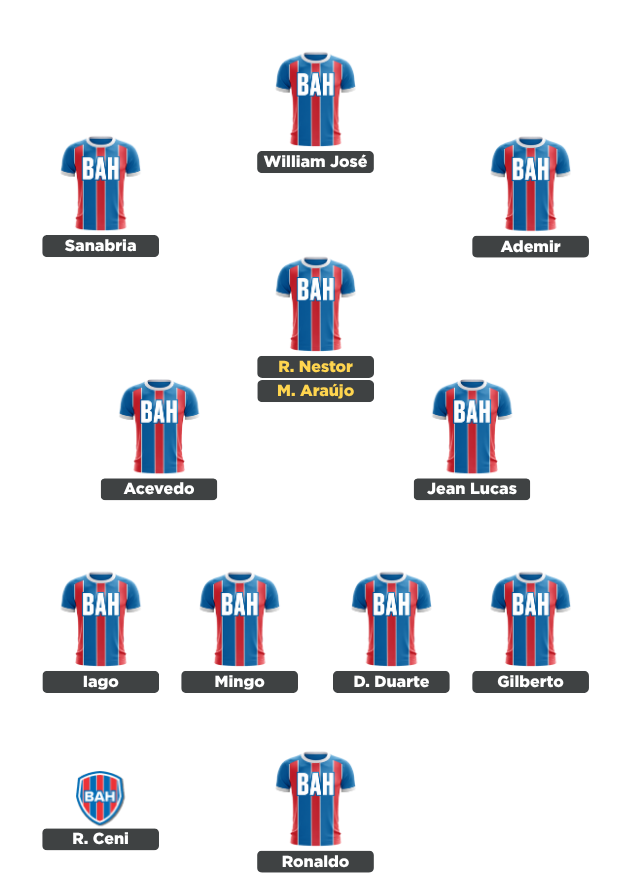 BAH
William José
BAH
BAH
Sanabria
Ademir
BAH
R. Nestor
M. Araújo
BAH
BAH
Acevedo
Jean Lucas
BAH
BAH
BAH
BAH
Iago
Mingo
D. Duarte
Gilberto
BAH
BAH
R. Ceni
Ronaldo